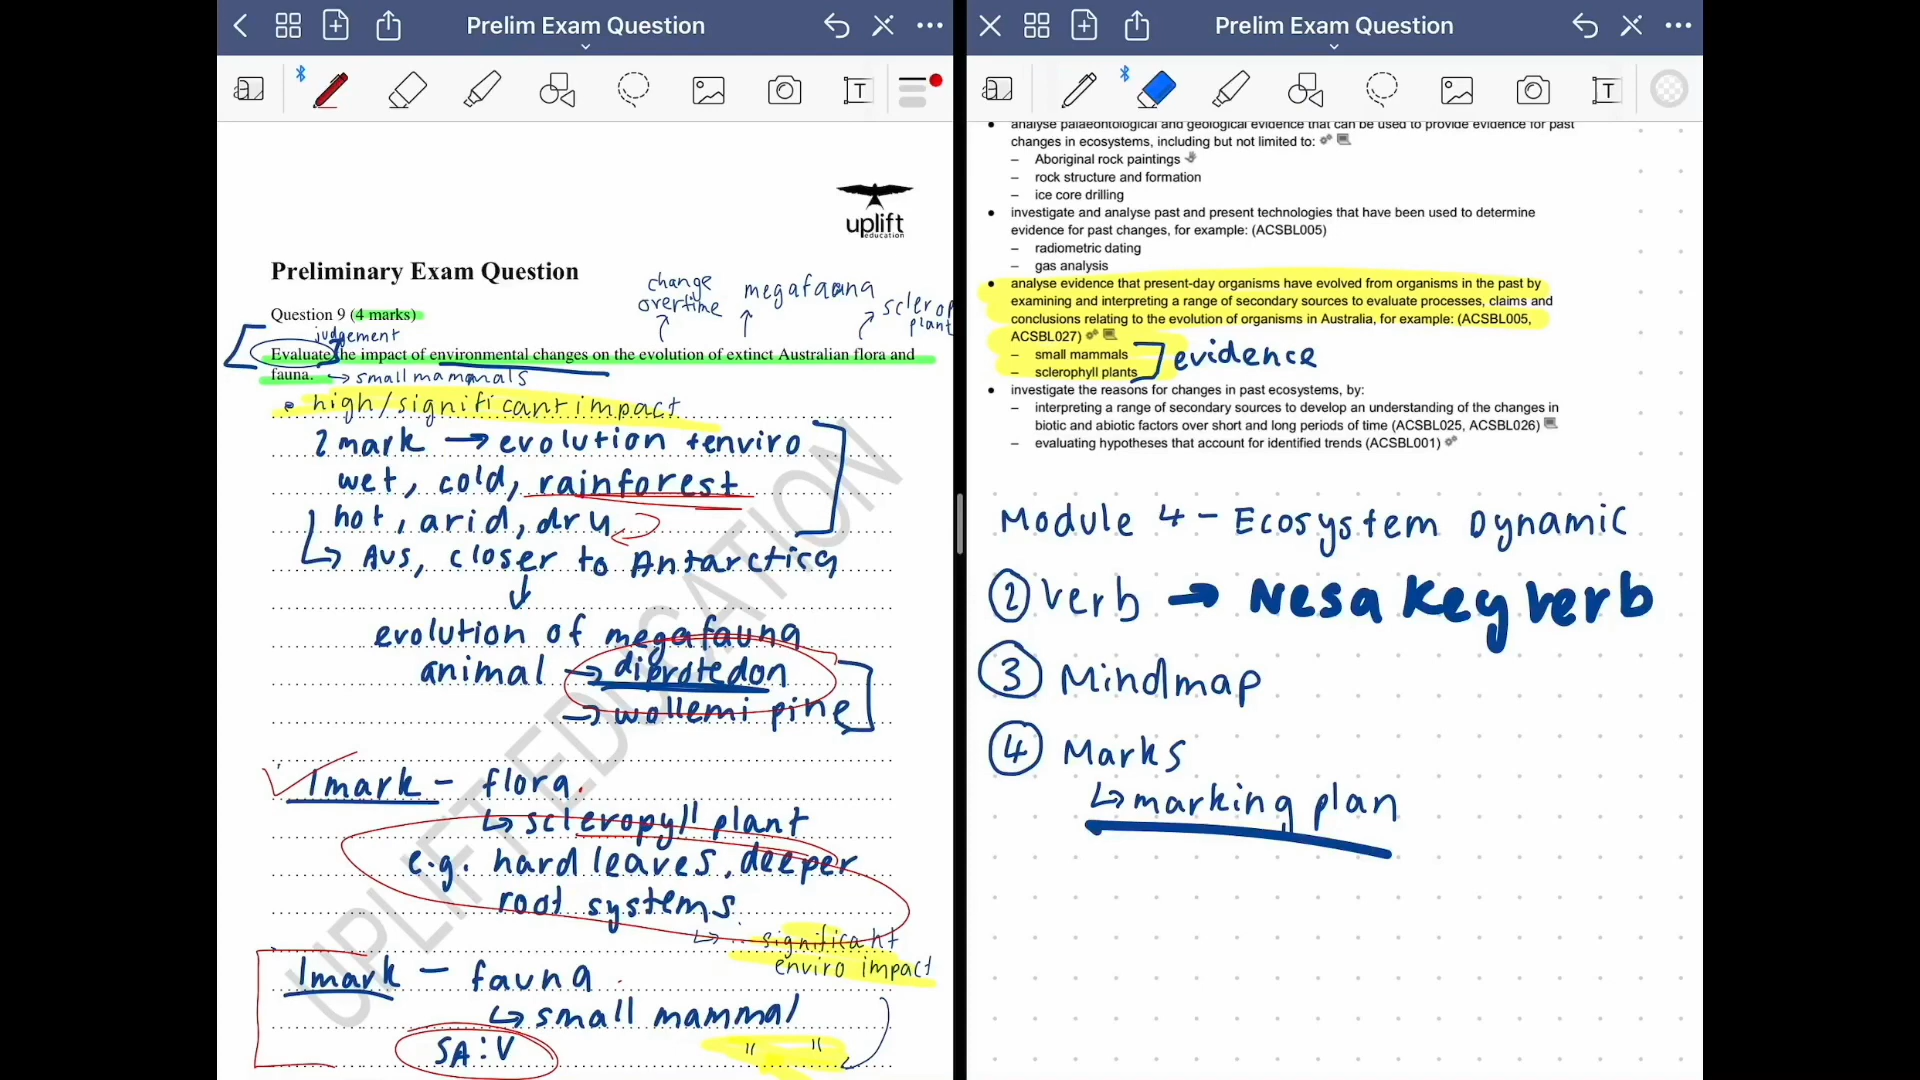 Prelim Exam Question
uplift
education
Preliminary Exam Question
change
overtime
megafauna
sclerop
plant
Question 9 (4 marks)
judgement
Evaluate the impact of environmental changes on the evolution of extinct Australian flora and
fauna.
small mammals
high/significant impact
2 mark → evolution + enviro
wet, cold, rainforest
hot, arid, dry
↳ Aus, closer to Antarctica
↓
evolution of megafauna
animal → diprotedon
→ wollemi pine
1 mark - flora
↳ scleropyll plant
e.g. hard leaves, deeper
root systems
↳ significant
enviro impact
1 mark - fauna
↳ small mammal
SA:V
" "
UPLIFT EDUCATION
Prelim Exam Question
analyse palaeontological and geological evidence that can be used to provide evidence for past
changes in ecosystems, including but not limited to:
– Aboriginal rock paintings
– rock structure and formation
– ice core drilling
• investigate and analyse past and present technologies that have been used to determine
evidence for past changes, for example: (ACSBL005)
– radiometric dating
– gas analysis
• analyse evidence that present-day organisms have evolved from organisms in the past by
examining and interpreting a range of secondary sources to evaluate processes, claims and
conclusions relating to the evolution of organisms in Australia, for example: (ACSBL005,
ACSBL027)
– small mammals
– sclerophyll plants
evidence
• investigate the reasons for changes in past ecosystems, by:
– interpreting a range of secondary sources to develop an understanding of the changes in
biotic and abiotic factors over short and long periods of time (ACSBL025, ACSBL026)
– evaluating hypotheses that account for identified trends (ACSBL001)
Module 4 - Ecosystem Dynamic
② Verb → Nesa Key Verb
③ Mindmap
④ Marks
↳ marking plan